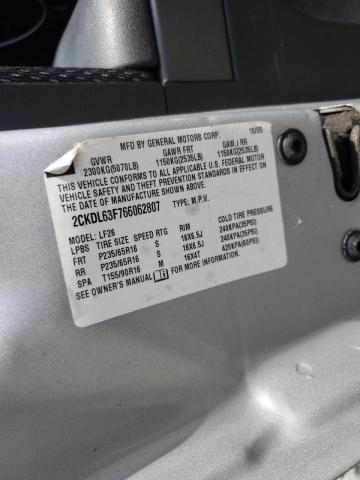 MFD BY GENERAL MOTORS CORP. 10/05
GVWR GAWR FRT GAW./ RR
2300KG(5070LB) 1150KG(2535LB) 1150KG(2535LB)
THIS VEHICLE CONFORMS TO ALL APPLICABLE U.S. FEDERAL MOTOR
VEHICLE SAFETY AND THEFT PREVENTION STANDARDS IN EFFECT ON
THE DATE OF MANUFACTURE SHOWN ABOVE.
2CKDL63F766062807 TYPE: M.P.V.
MODEL: LF26
LPBS TIRE SIZE SPEED RTG RIM COLD TIRE PRESSURE
FRT P235/65R16 S 16X6.5J 240KPA(35PSI)
RR P235/65R16 S 16X6.5J 240KPA(35PSI)
SPA T155/90R16 M 16X4T 420KPA(60PSI)
SEE OWNER'S MANUAL FOR MORE INFORMATION.